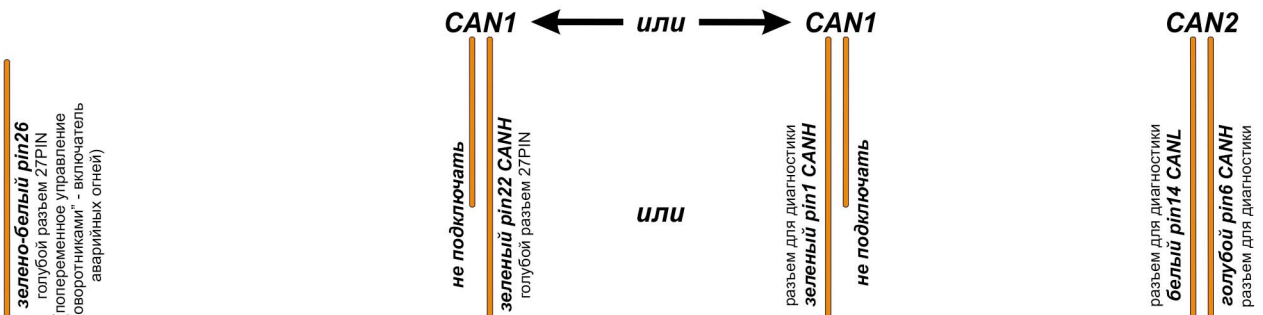 CAN1
или
CAN1
CAN2
зелено-белый pin26
голубой разъем 27PIN
попеременное управление
оворотниками" - включатель
аварийных огней)
не подключать
зеленый pin22 CANH
голубой разъем 27PIN
или
разъем для диагностики
зеленый pin1 CANH
не подключать
разъем для диагностики
белый pin14 CANL
голубой pin6 CANH
разъем для диагностики